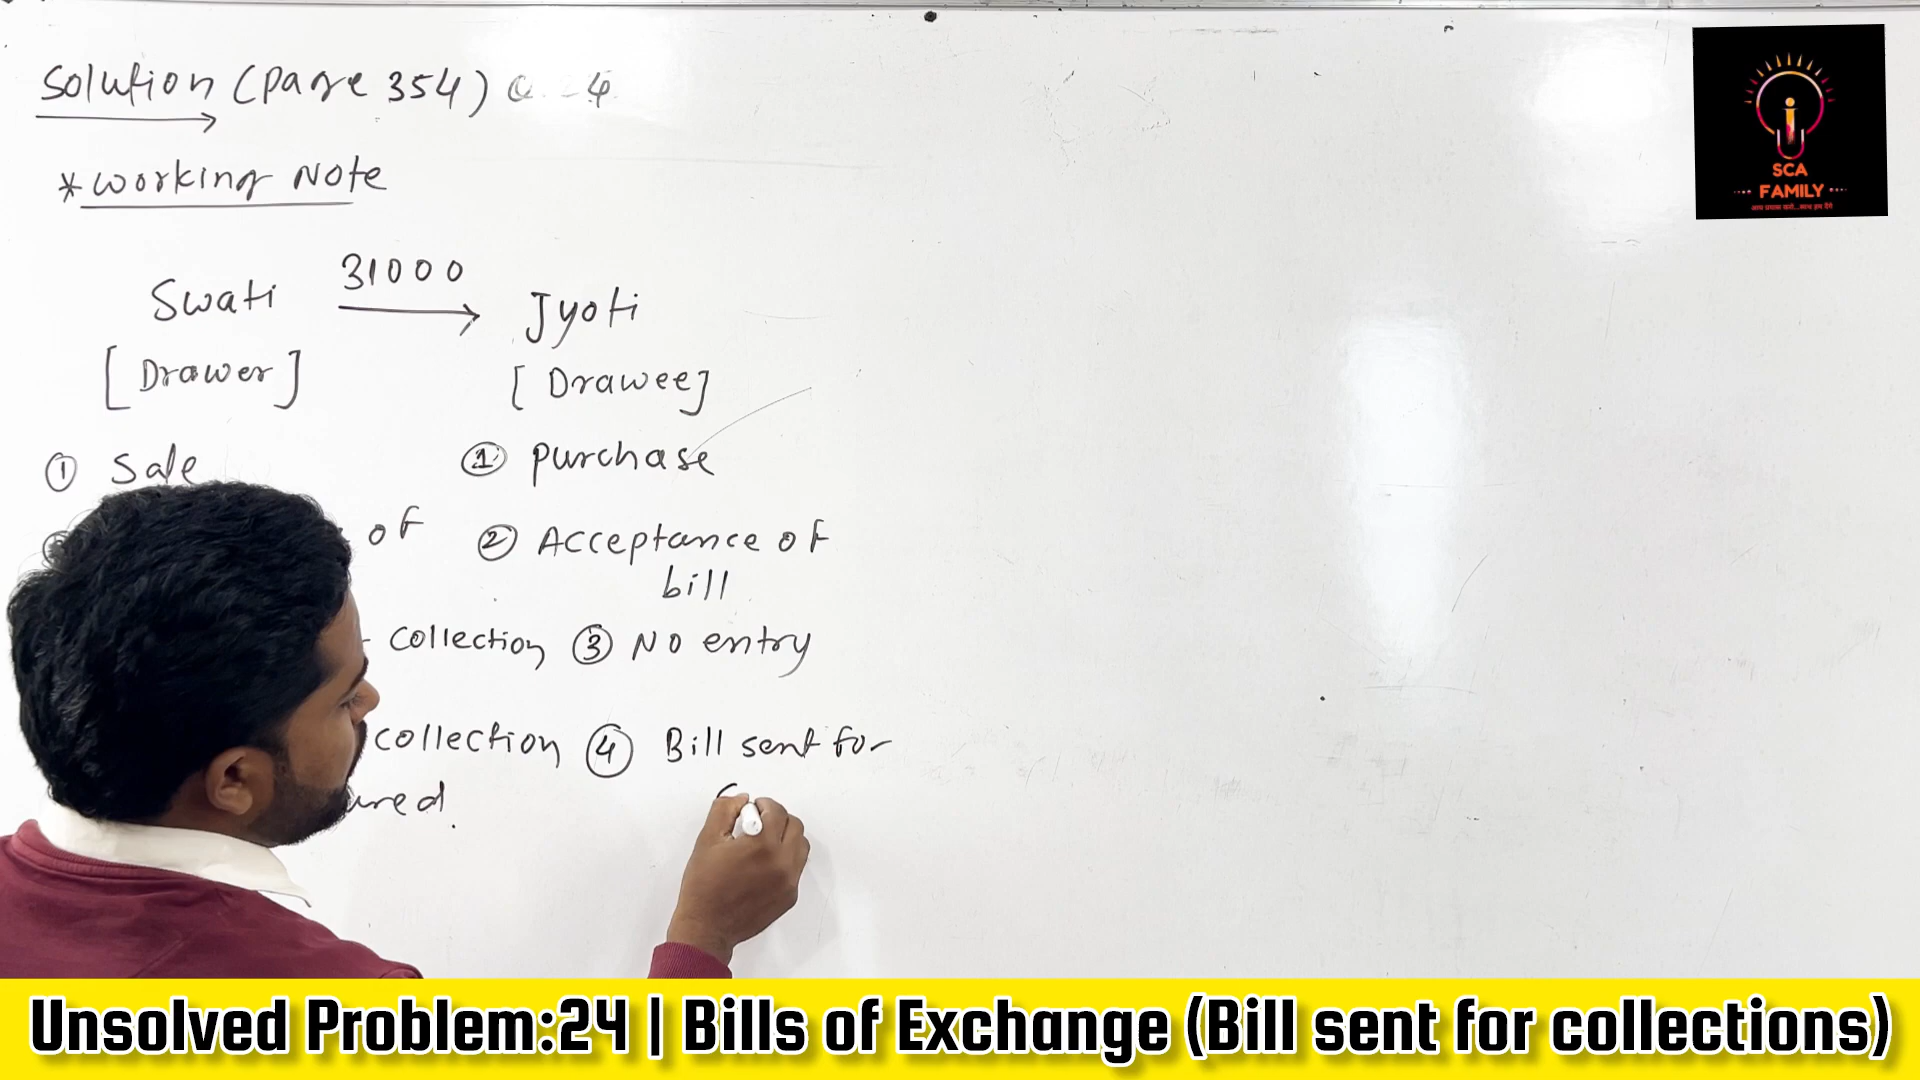 Solution (Page 354) Q. 4
*Working Note
Swati 31000 Jyoti
[Drawer] [Drawee]
① Sale ① purchase
of ② Acceptance of
bill
collection ③ No entry
collection ④ Bill sent for
SCA
FAMILY
Unsolved Problem:24 | Bills of Exchange (Bill sent for collections)